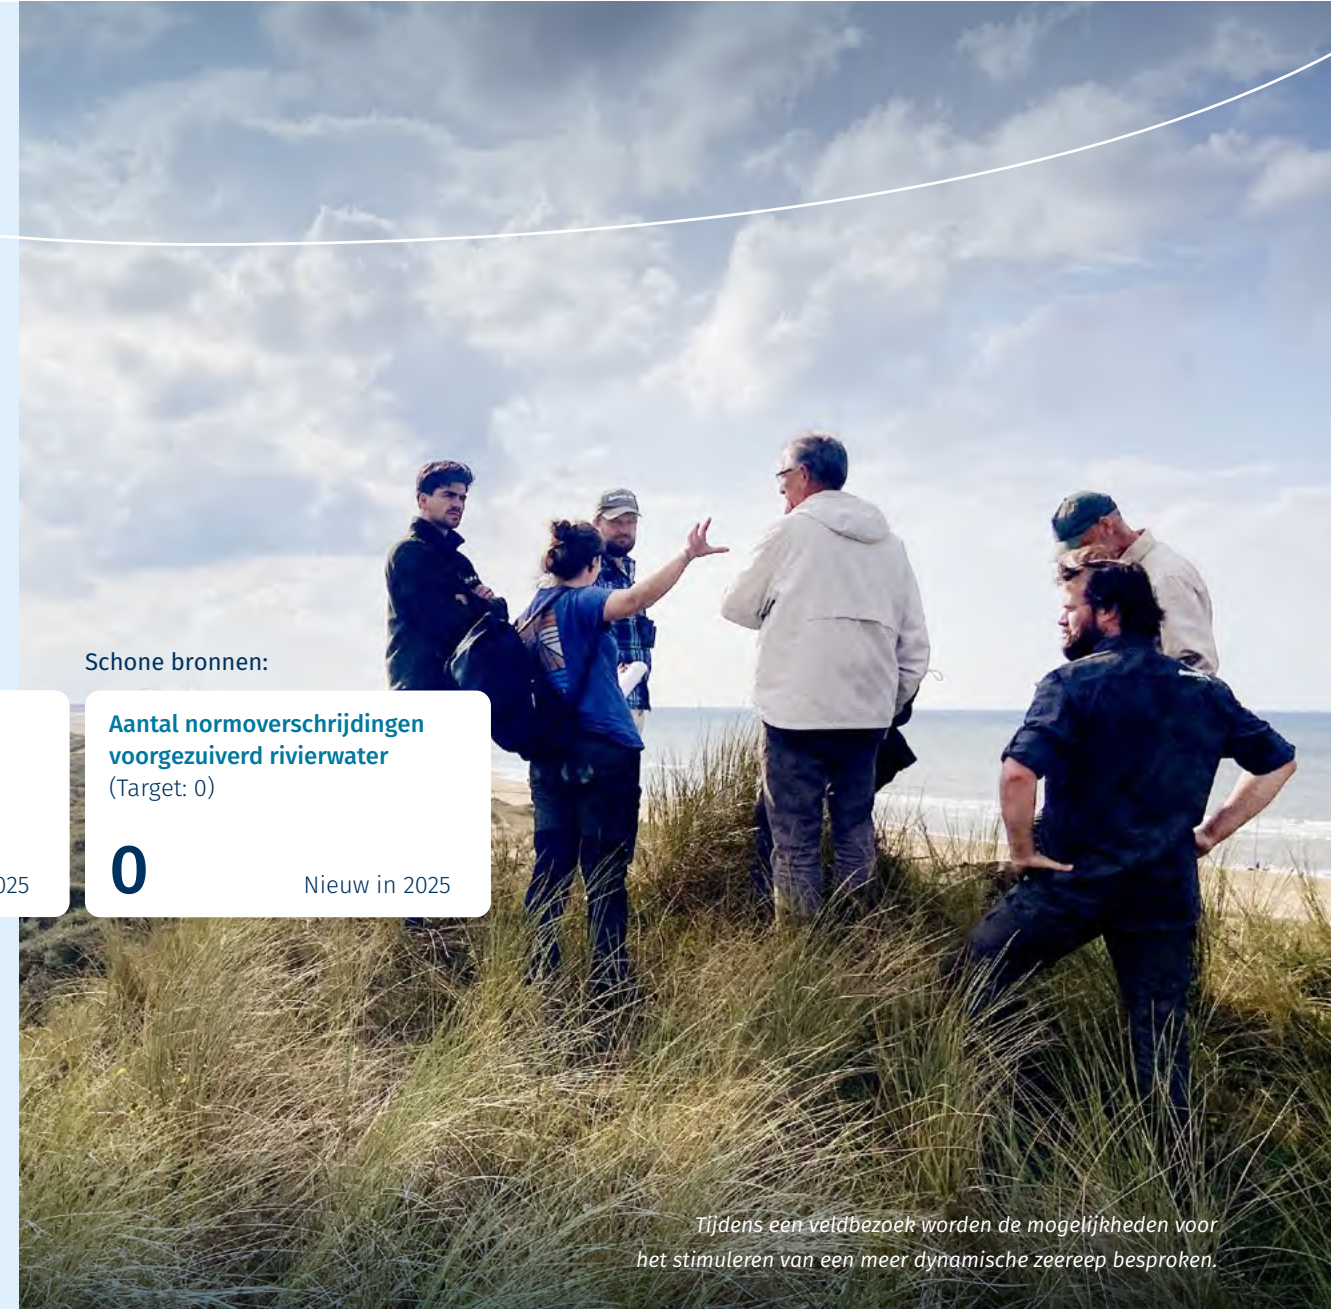 Schone bronnen:
Aantal normoverschrijdingen
voorgezuiverd rivierwater
(Target: 0)
0
Nieuw in 2025
025
Tijdens een veldbezoek worden de mogelijkheden voor
het stimuleren van een meer dynamische zeereep besproken.